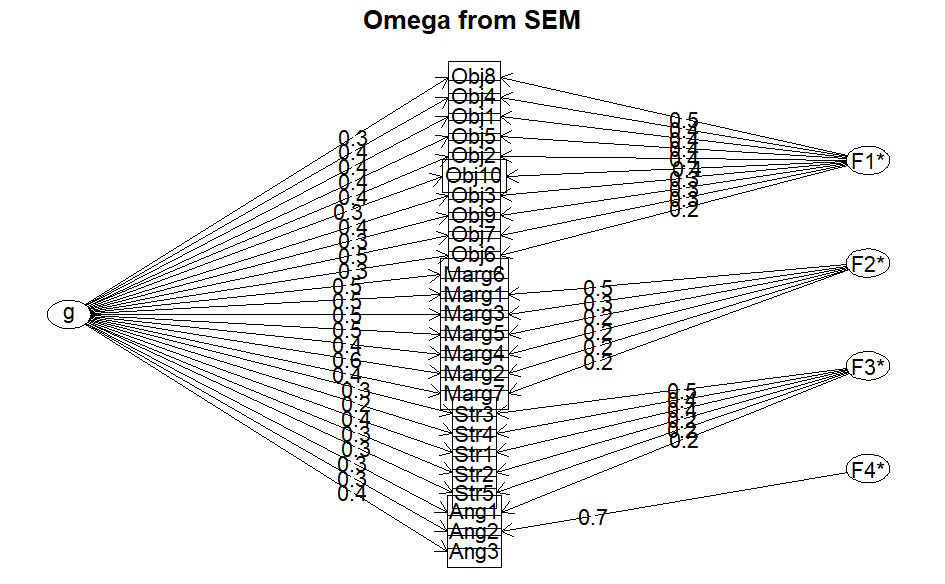 Omega from SEM
Obj8
Obj4
Obj1
Obj5
Obj2
Obj10
Obj3
Obj9
Obj7
Obj6
Marg6
Marg1
Marg3
Marg5
Marg4
Marg2
Marg7
Str3
Str4
Str1
Str2
Str5
Ang1
Ang2
Ang3
g
0.3
0.4
0.4
0.4
0.3
0.4
0.3
0.5
0.3
0.5
0.5
0.5
0.5
0.4
0.6
0.4
0.3
0.2
0.4
0.3
0.3
0.3
0.3
0.4
F1*
0.5
0.4
0.4
0.4
0.4
0.4
0.3
0.3
0.3
0.2
F2*
0.5
0.3
0.2
0.2
0.2
0.2
F3*
0.5
0.4
0.4
0.2
0.2
0.2
F4*
0.7